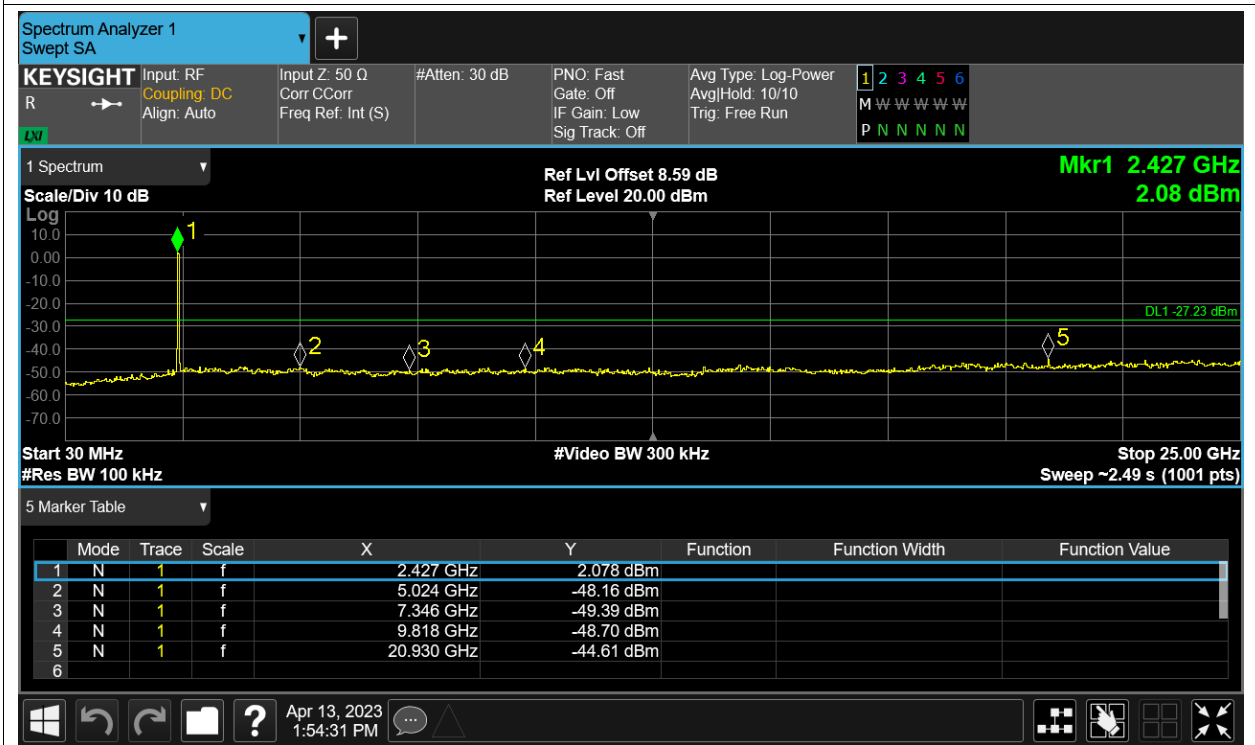 Spectrum Analyzer 1
Swept SA
KEYSIGHT Input: RF Input Z: 50 Ω #Atten: 30 dB PNO: Fast Avg Type: Log-Power 1 2 3 4 5 6
R Coupling: DC Corr CCorr Gate: Off Avg|Hold: 10/10 M W W W W W
Align: Auto Freq Ref: Int (S) IF Gain: Low Trig: Free Run
LXI Sig Track: Off P N N N N N
1 Spectrum Ref Lvl Offset 8.59 dB Mkr1 2.427 GHz
Scale/Div 10 dB Ref Level 20.00 dBm 2.08 dBm
Log
10.0 1
0.00
-10.0
-20.0
DL1 -27.23 dBm
-30.0
-40.0 2 3 4 5
-50.0
-60.0
-70.0
Start 30 MHz #Video BW 300 kHz Stop 25.00 GHz
#Res BW 100 kHz Sweep ~2.49 s (1001 pts)
5 Marker Table
Mode Trace Scale X Y Function Function Width Function Value
1 N 1 f 2.427 GHz 2.078 dBm
2 N 1 f 5.024 GHz -48.16 dBm
3 N 1 f 7.346 GHz -49.39 dBm
4 N 1 f 9.818 GHz -48.70 dBm
5 N 1 f 20.930 GHz -44.61 dBm
6
? Apr 13, 2023
1:54:31 PM